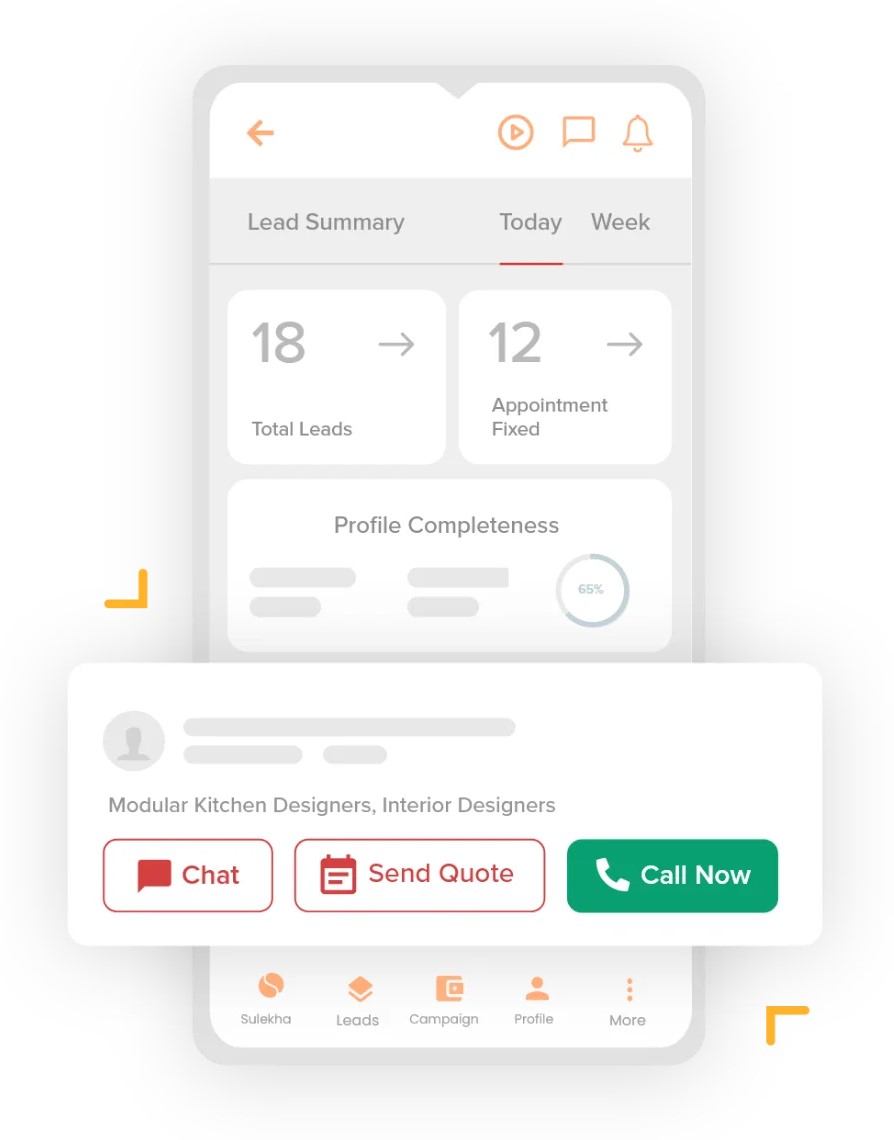 Lead Summary Today Week
18 12
Total Leads
Appointment
Fixed
Profile Completeness
65%
Modular Kitchen Designers, Interior Designers
Chat Send Quote Call Now
Sulekha Leads Campaign Profile More